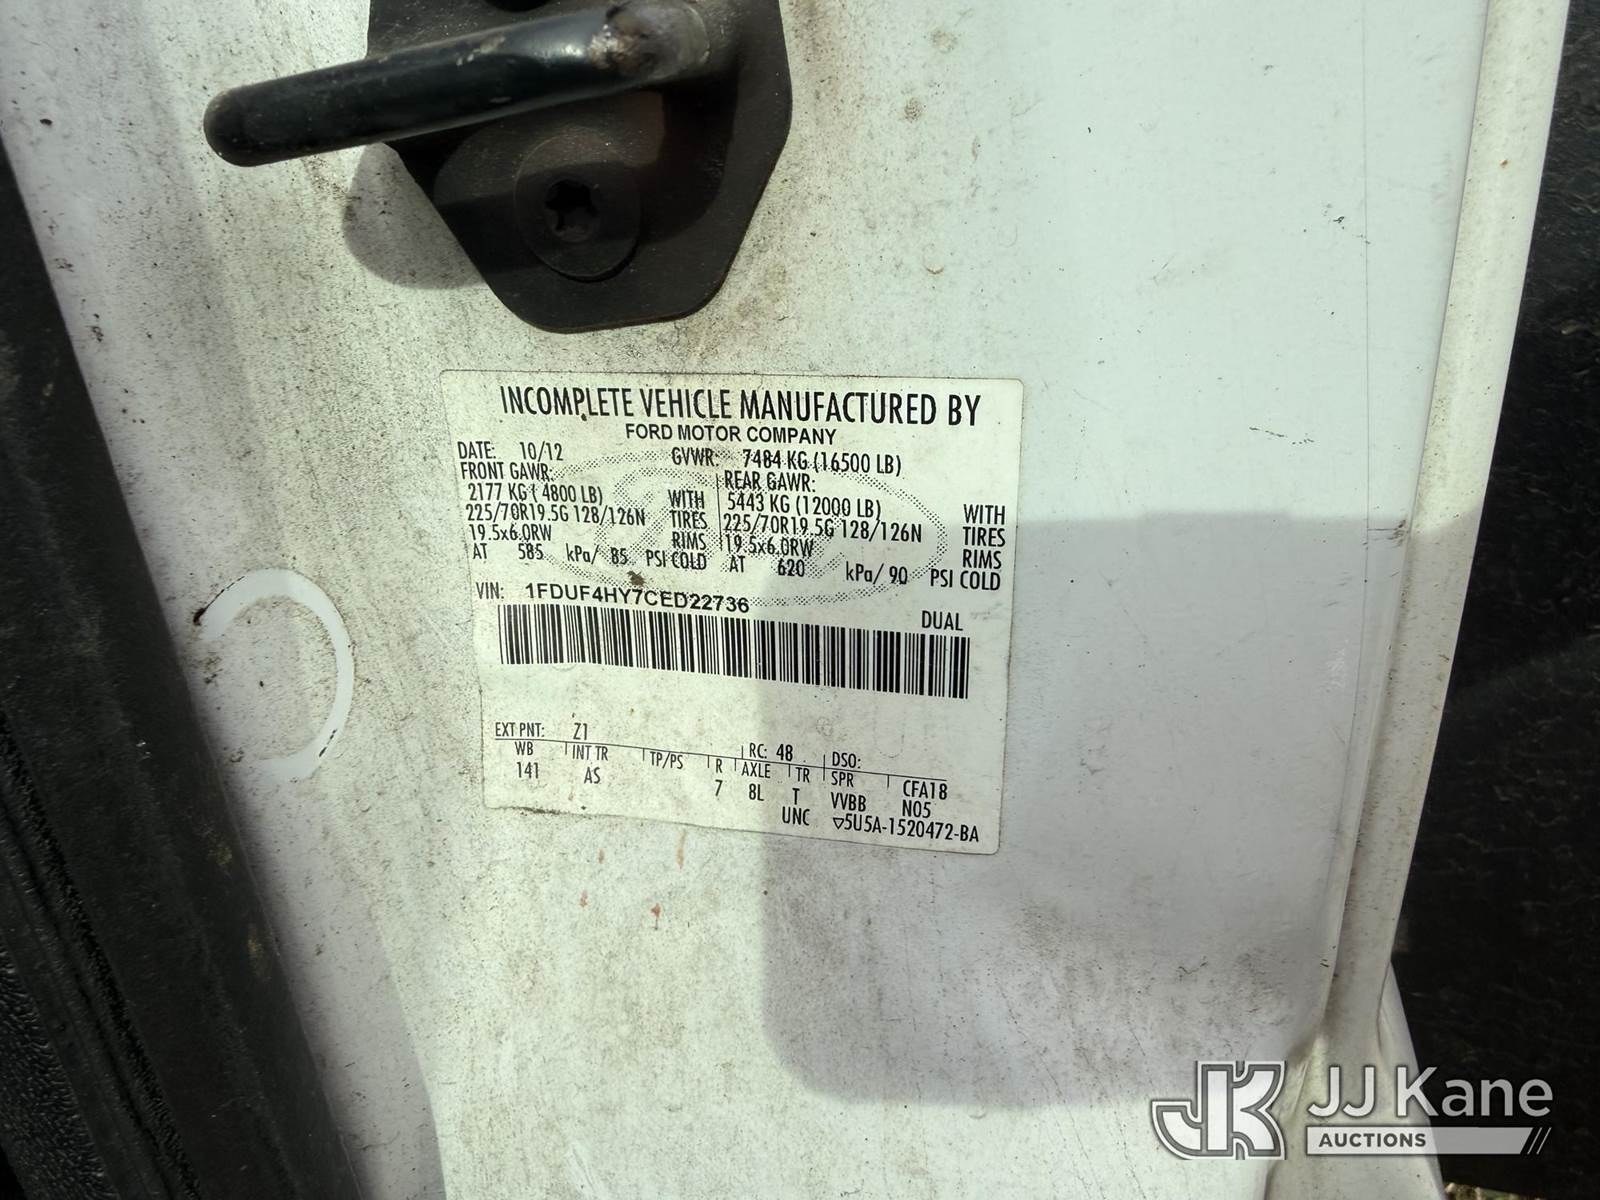 INCOMPLETE VEHICLE MANUFACTURED BY
FORD MOTOR COMPANY
DATE: 10/12 GVWR: 7484 KG (16500 LB)
FRONT GAWR: REAR GAWR:
2177 KG ( 4800 LB) WITH 5443 KG (12000 LB) WITH
225/70R19.5G 128/126N TIRES 225/70R19.5G 128/126N TIRES
19.5x6.0RW RIMS 19.5x6.0RW RIMS
AT 585 kPa/ 85 PSI COLD AT 620 kPa/ 90 PSI COLD
VIN: 1FDUF4HY7CED22736
DUAL
EXT PNT: Z1 RC: 48 DSO:
WB INT TR TP/PS R AXLE TR SPR CFA18
141 AS 7 8L T VVBB N05
UNC ▽5U5A-1520472-BA
JK JJ Kane
AUCTIONS